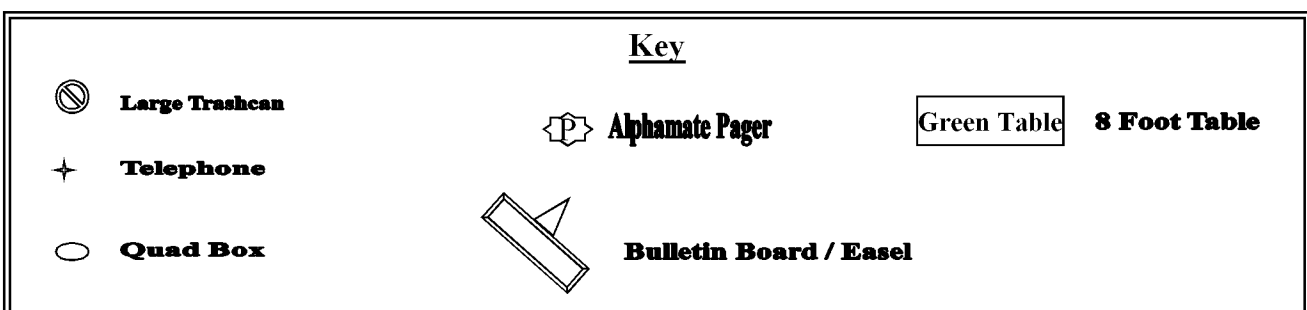 Key
Large Trashcan
P Alphamate Pager
Green Table 8 Foot Table
Telephone
Quad Box
Bulletin Board / Easel